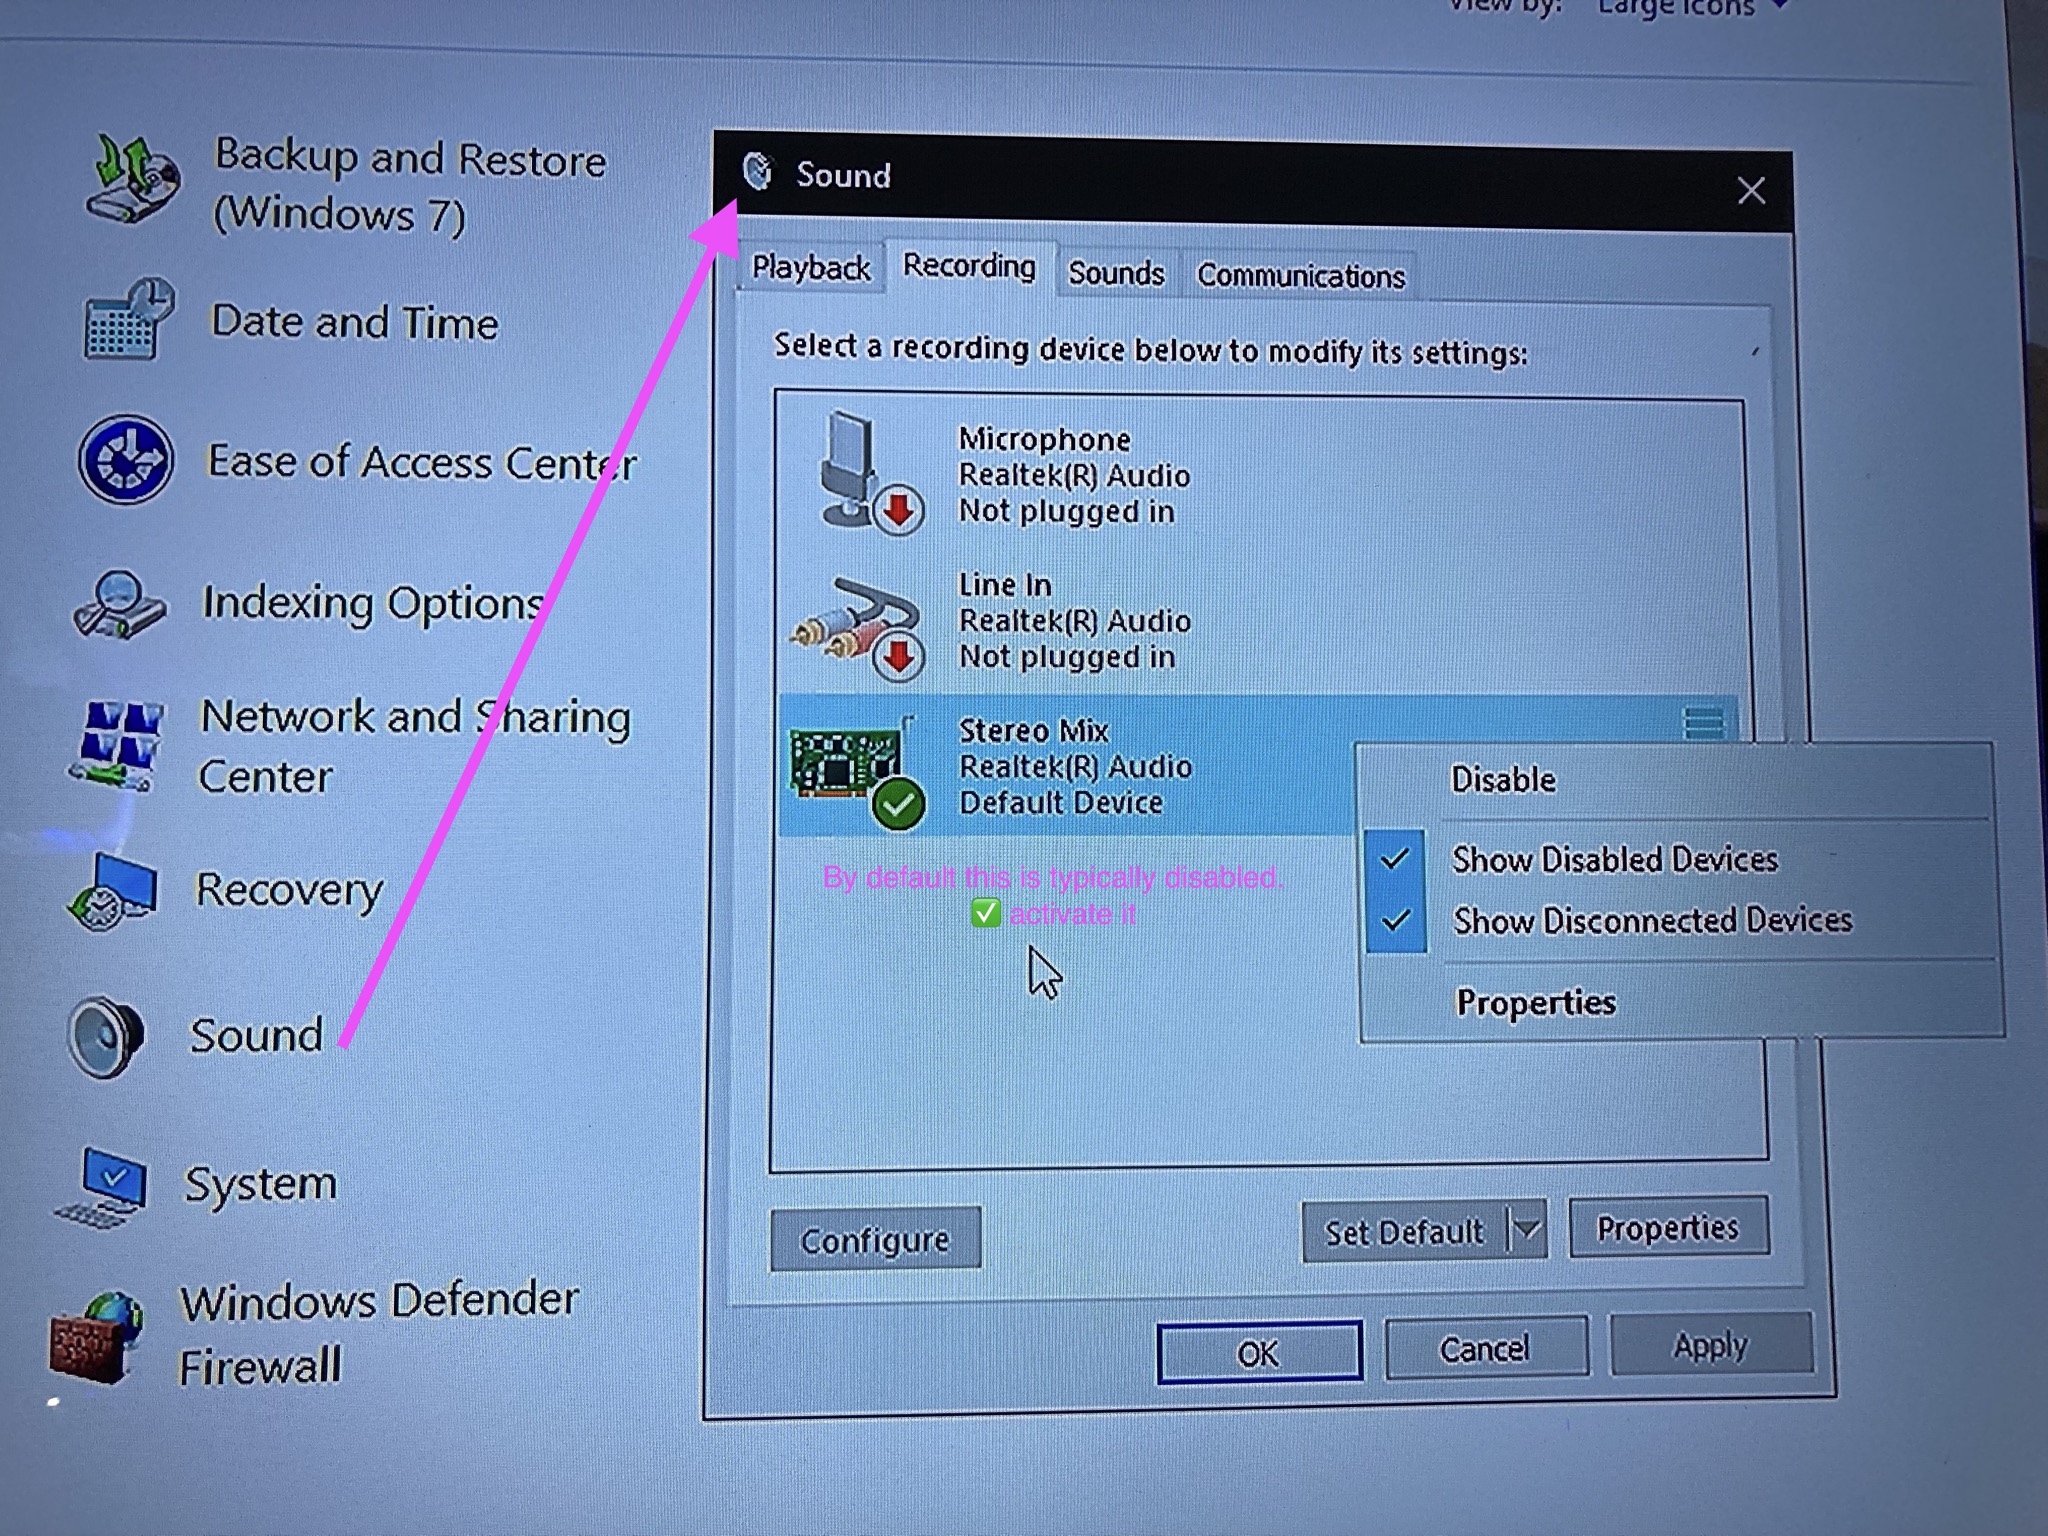 View by: Large icons
Backup and Restore
(Windows 7)
Date and Time
Ease of Access Center
Indexing Options
Network and Sharing
Center
Recovery
Sound
System
Windows Defender
Firewall
Sound
Playback
Recording
Sounds
Communications
Select a recording device below to modify its settings:
Microphone
Realtek(R) Audio
Not plugged in
Line In
Realtek(R) Audio
Not plugged in
Stereo Mix
Realtek(R) Audio
Default Device
By default this is typically disabled.
✅ activate it
Disable
Show Disabled Devices
Show Disconnected Devices
Properties
Configure
Set Default
Properties
OK
Cancel
Apply